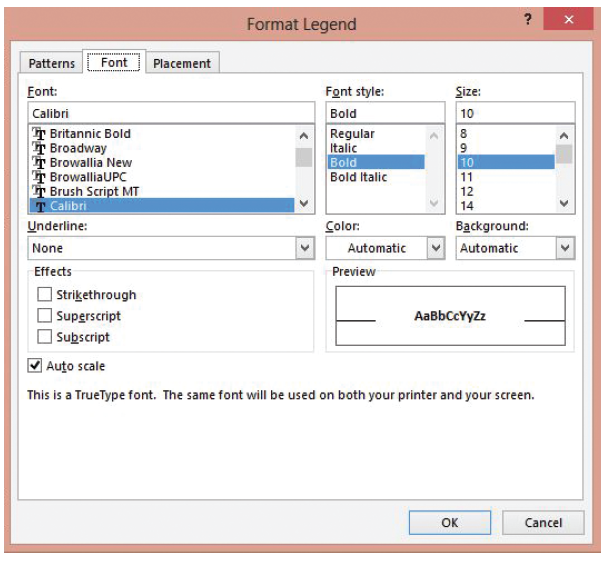 Format Legend
?
Patterns Font Placement
Font: Font style: Size:
Calibri Bold 10
Britannic Bold Regular 8
Broadway Italic 9
Browallia New Bold 10
BrowalliaUPC Bold Italic 11
Brush Script MT 12
Calibri 14
Underline: Color: Background:
None Automatic Automatic
Effects Preview
Strikethrough
Superscript AaBbCcYyZz
Subscript
Auto scale
This is a TrueType font. The same font will be used on both your printer and your screen.
OK Cancel